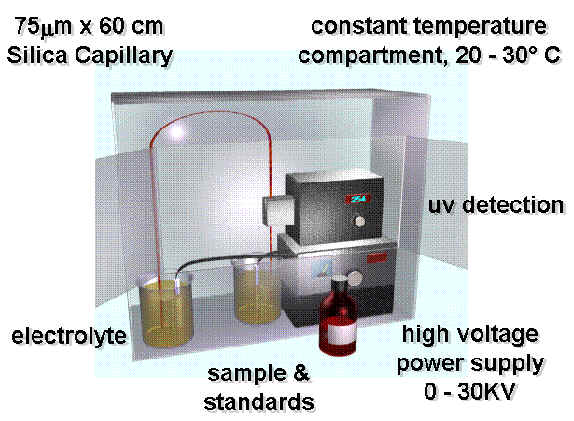 75µm x 60 cm
Silica Capillary
constant temperature
compartment, 20 - 30° C
254
uv detection
electrolyte
sample &
standards
high voltage
power supply
0 - 30KV